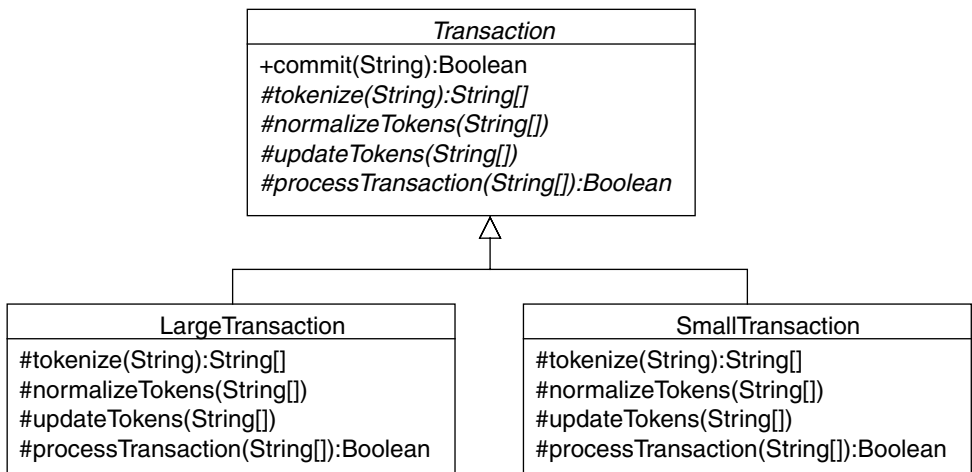 Transaction
+commit(String):Boolean
#tokenize(String):String[]
#normalizeTokens(String[])
#updateTokens(String[])
#processTransaction(String[]):Boolean
LargeTransaction
#tokenize(String):String[]
#normalizeTokens(String[])
#updateTokens(String[])
#processTransaction(String[]):Boolean
SmallTransaction
#tokenize(String):String[]
#normalizeTokens(String[])
#updateTokens(String[])
#processTransaction(String[]):Boolean